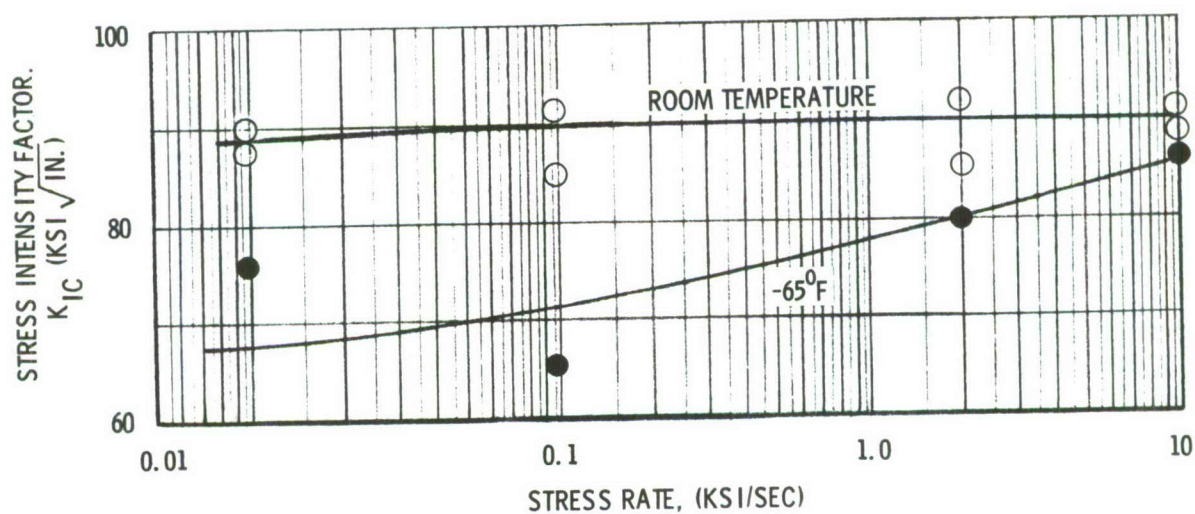 STRESS INTENSITY FACTOR.
K_IC (KSI √IN.)
100
80
60
ROOM TEMPERATURE
-65⁰F
0.01
0.1
1.0
10
STRESS RATE, (KSI/SEC)